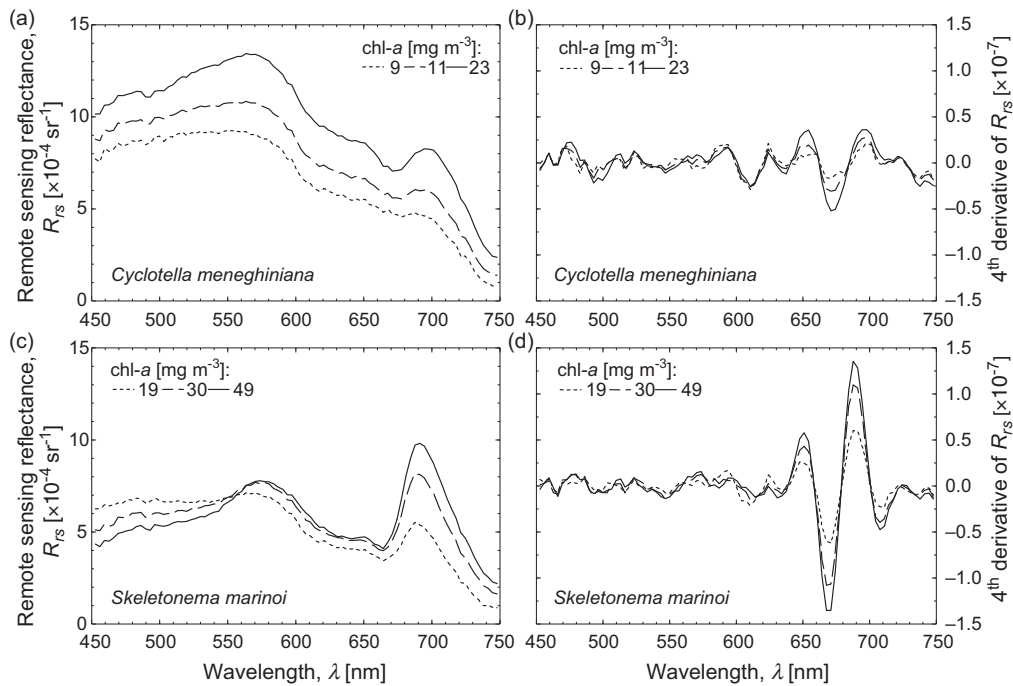 (a)
(b)
15
10
5
0
Remote sensing reflectance,
Rrs [×10-4 sr-1]
chl-a [mg m-3]:
9 11 23
Cyclotella meneghiniana
450 500 550 600 650 700 750
chl-a [mg m-3]:
9 11 23
Cyclotella meneghiniana
450 500 550 600 650 700 750
1.5
1.0
0.5
0.0
−0.5
−1.0
−1.5
4th derivative of Rrs [×10-7]
(c)
(d)
15
10
5
0
Remote sensing reflectance,
Rrs [×10-4 sr-1]
chl-a [mg m-3]:
19 30 49
Skeletonema marinoi
450 500 550 600 650 700 750
Wavelength, λ [nm]
chl-a [mg m-3]:
19 30 49
Skeletonema marinoi
450 500 550 600 650 700 750
Wavelength, λ [nm]
1.5
1.0
0.5
0.0
−0.5
−1.0
−1.5
4th derivative of Rrs [×10-7]